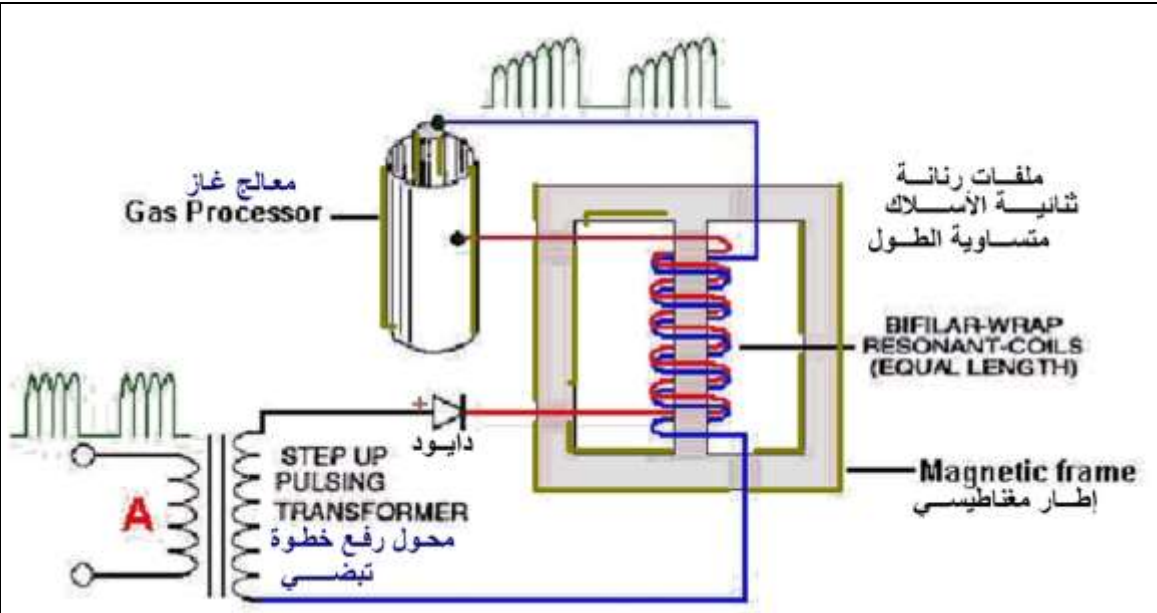 معالج غاز
Gas Processor
ملفات رنانة
ثنائية الأسلاك
متساوية الطول
BIFILAR-WRAP
RESONANT-COILS
(EQUAL LENGTH)
+
دايود
STEP UP
PULSING
TRANSFORMER
محول رفع خطوة
تبضي
A
Magnetic frame
إطار مغناطيسي